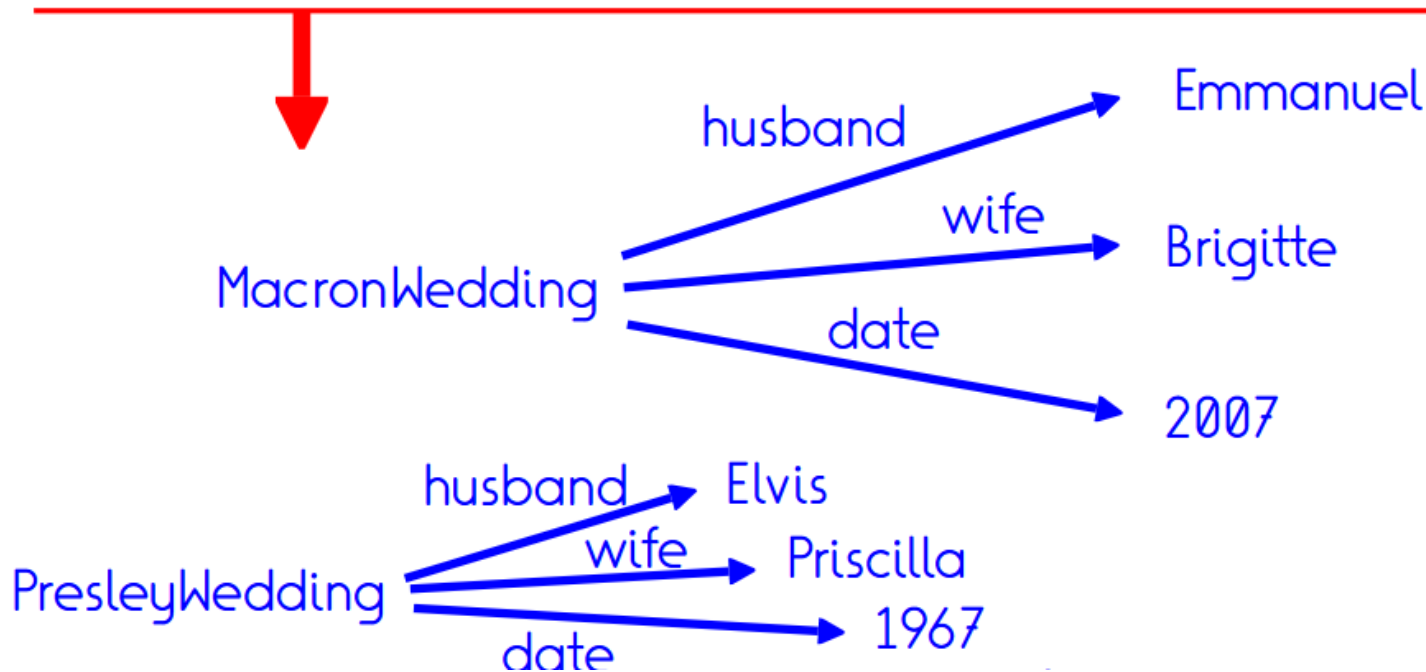 husband
Emmanuel
wife
Brigitte
MacronWedding
date
2007
husband
Elvis
wife
Priscilla
PresleyWedding
1967
date